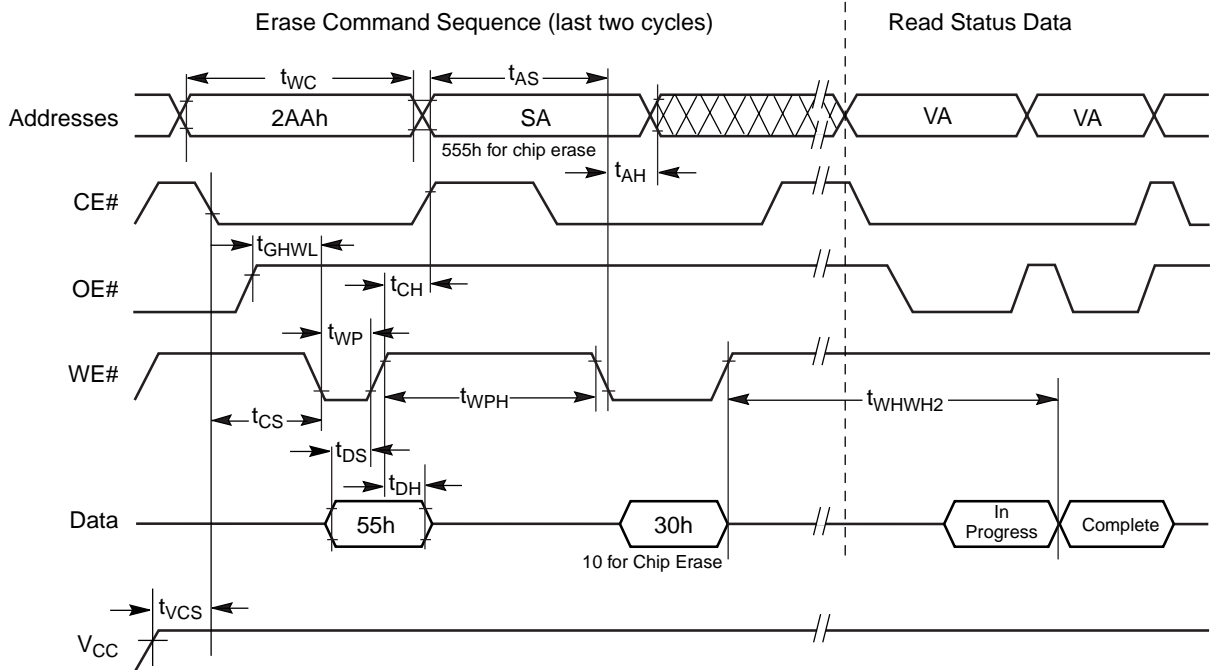 Erase Command Sequence (last two cycles)
Read Status Data
tWC
tAS
Addresses
2AAh
SA
VA
VA
555h for chip erase
tAH
CE#
tGHWL
tCH
OE#
tWP
WE#
tWPH
tWHWH2
tCS
tDS
tDH
Data
55h
30h
In
Progress
Complete
10 for Chip Erase
tVCS
VCC